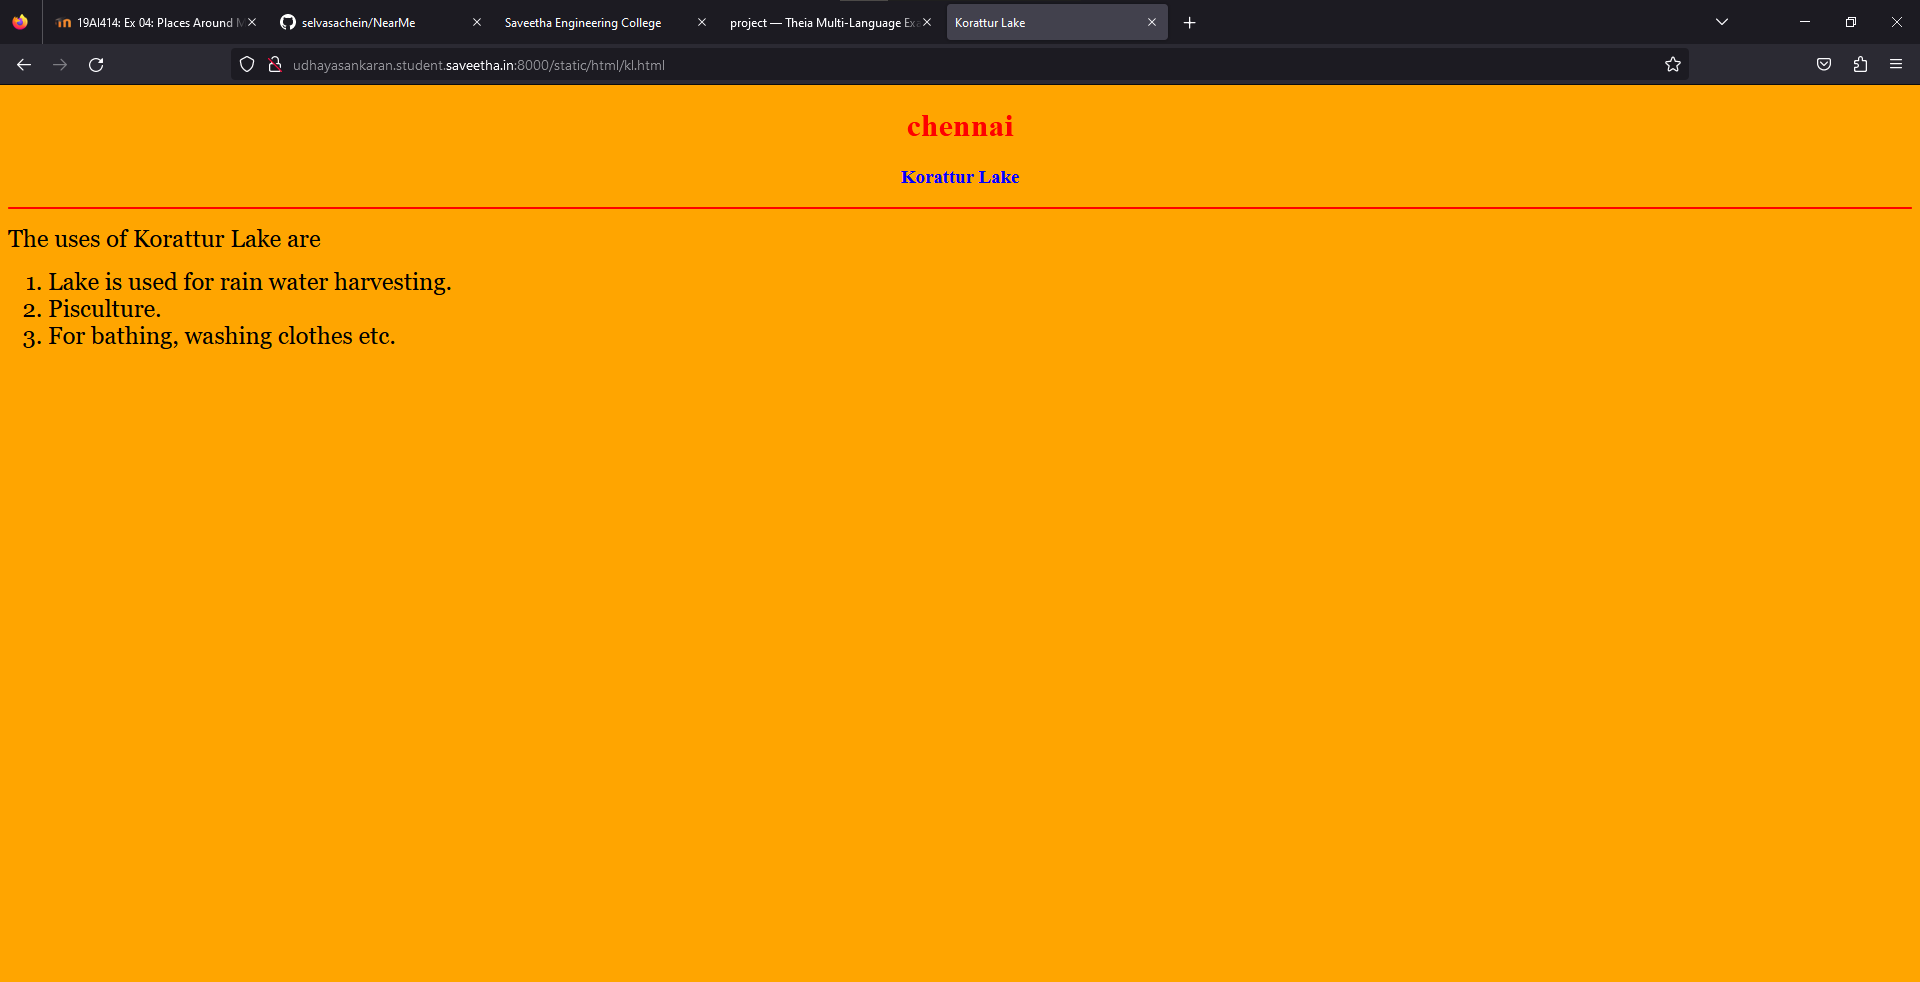 19AI414: Ex 04: Places Around M
selvasachein/NearMe
Saveetha Engineering College
project — Theia Multi-Language Exa
Korattur Lake
udhayasankaran.student.saveetha.in:8000/static/html/kl.html
chennai
Korattur Lake
The uses of Korattur Lake are
1. Lake is used for rain water harvesting.
2. Pisculture.
3. For bathing, washing clothes etc.